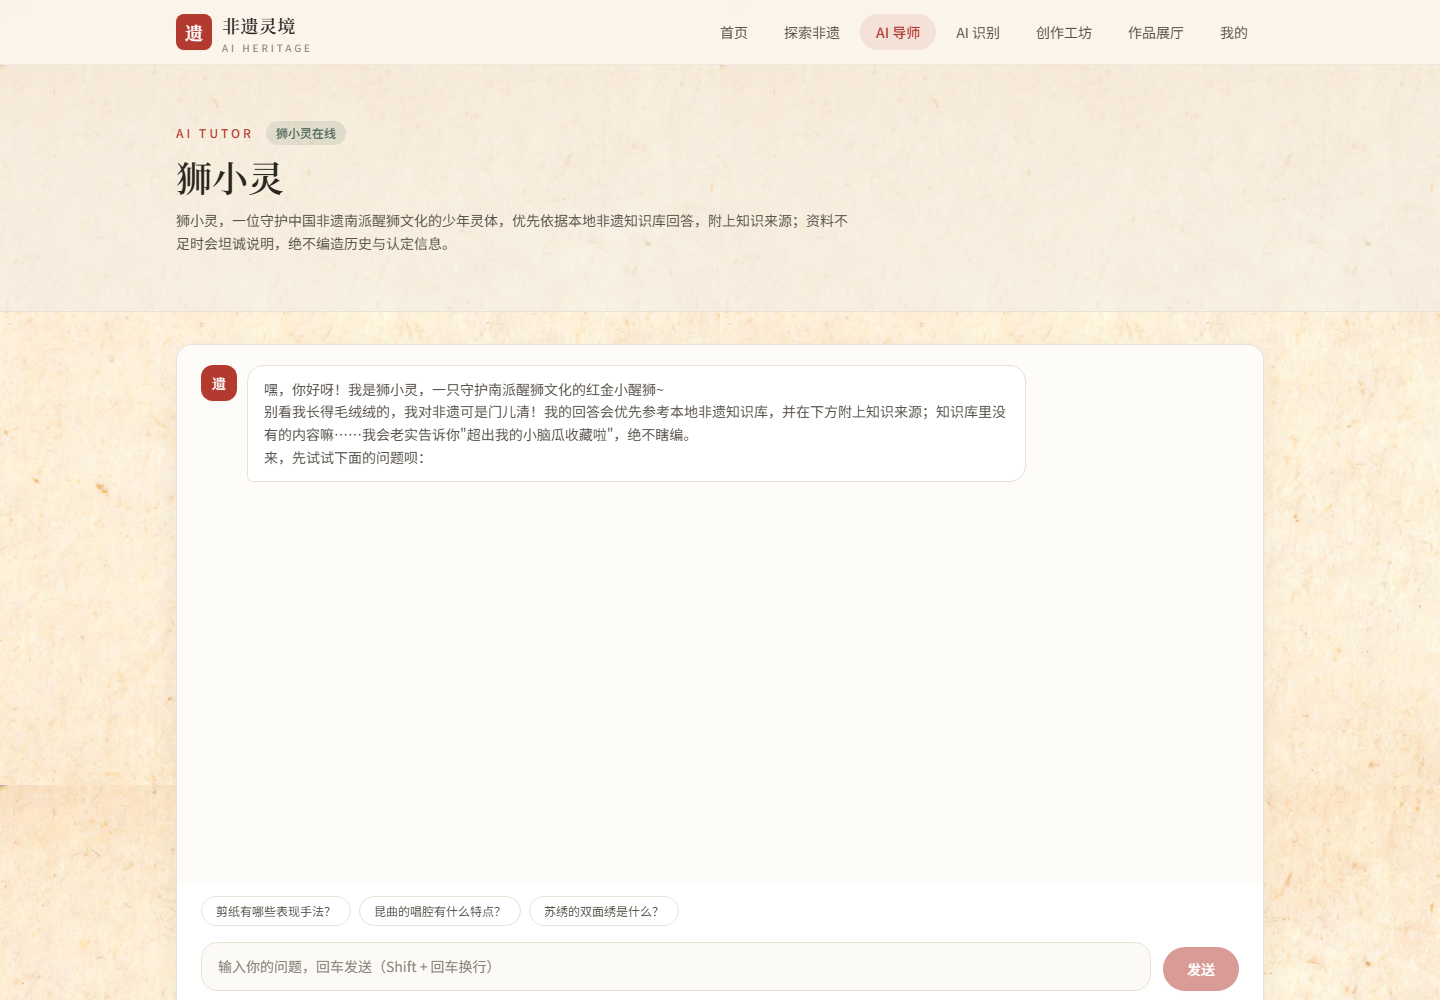 遺
非遗灵境
AI HERITAGE
首页
探索非遗
AI 导师
AI 识别
创作工坊
作品展厅
我的
AI TUTOR
狮小灵在线
狮小灵
狮小灵，一位守护中国非遗南派醒狮文化的少年灵体，优先依据本地非遗知识库回答，附上知识来源；资料不
足时会坦诚说明，绝不编造历史与认定信息。
遺
嘿，你好呀！我是狮小灵，一只守护南派醒狮文化的红金小醒狮~
别看我长得毛绒绒的，我对非遗可是门儿清！我的回答会优先参考本地非遗知识库，并在下方附上知识来源；知识库里没
有的内容嘛……我会老实告诉你"超出我的小脑瓜收藏啦"，绝不瞎编。
来，先试试下面的问题呗：
剪纸有哪些表现手法？
昆曲的唱腔有什么特点？
苏绣的双面绣是什么？
输入你的问题，回车发送（Shift + 回车换行）
发送